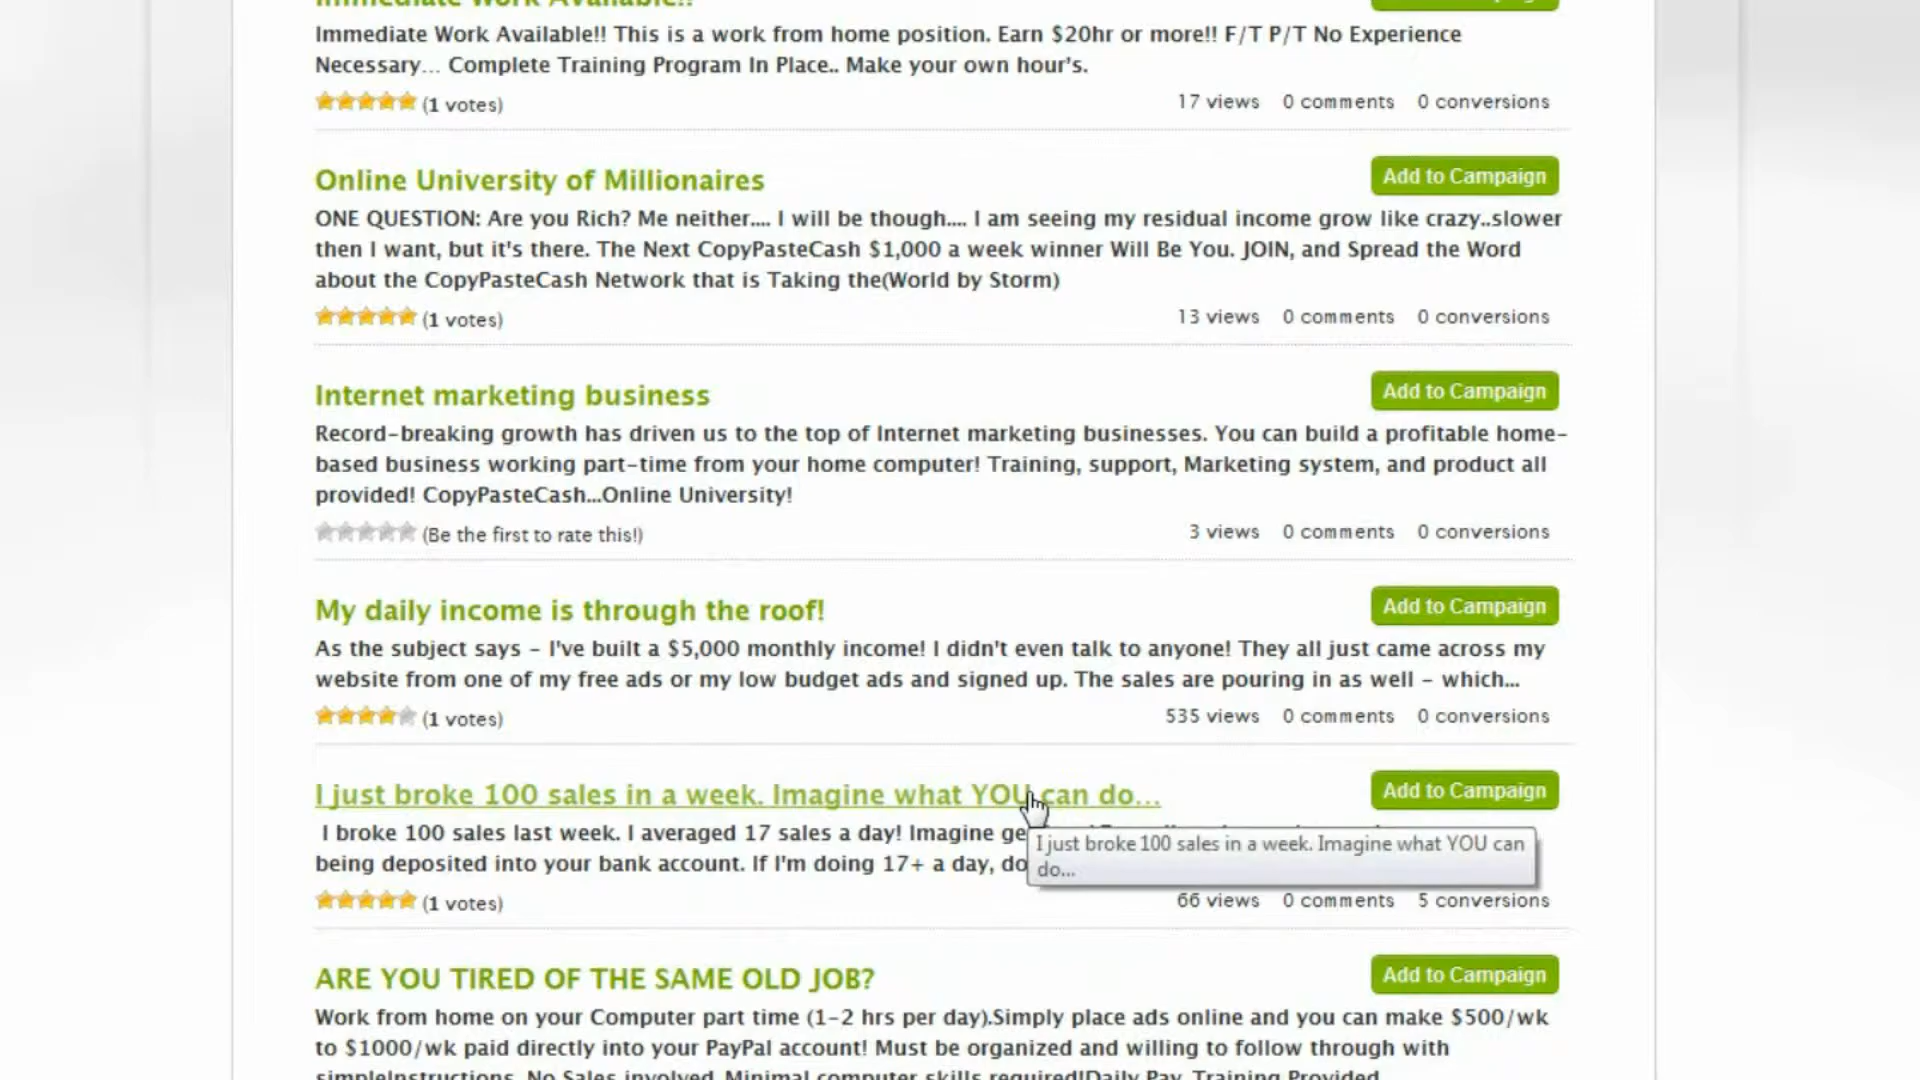 Immediate Work Available!!
Immediate Work Available!! This is a work from home position. Earn $20hr or more!! F/T P/T No Experience
Necessary... Complete Training Program In Place.. Make your own hour's.
(1 votes)
17 views 0 comments 0 conversions
Online University of Millionaires
Add to Campaign
ONE QUESTION: Are you Rich? Me neither.... I will be though.... I am seeing my residual income grow like crazy..slower
then I want, but it's there. The Next CopyPasteCash $1,000 a week winner Will Be You. JOIN, and Spread the Word
about the CopyPasteCash Network that is Taking the(World by Storm)
(1 votes)
13 views 0 comments 0 conversions
Internet marketing business
Add to Campaign
Record-breaking growth has driven us to the top of Internet marketing businesses. You can build a profitable home-
based business working part-time from your home computer! Training, support, Marketing system, and product all
provided! CopyPasteCash...Online University!
(Be the first to rate this!)
3 views 0 comments 0 conversions
My daily income is through the roof!
Add to Campaign
As the subject says - I've built a $5,000 monthly income! I didn't even talk to anyone! They all just came across my
website from one of my free ads or my low budget ads and signed up. The sales are pouring in as well - which...
(1 votes)
535 views 0 comments 0 conversions
I just broke 100 sales in a week. Imagine what YOU can do...
Add to Campaign
I broke 100 sales last week. I averaged 17 sales a day! Imagine
being deposited into your bank account. If I'm doing 17+ a day,
I just broke 100 sales in a week. Imagine what YOU can
do...
(1 votes)
66 views 0 comments 5 conversions
ARE YOU TIRED OF THE SAME OLD JOB?
Add to Campaign
Work from home on your Computer part time (1-2 hrs per day).Simply place ads online and you can make $500/wk
to $1000/wk paid directly into your PayPal account! Must be organized and willing to follow through with
simpleInstructions. No Sales involved. Minimal computer skills required!Daily Pay. Training Provided